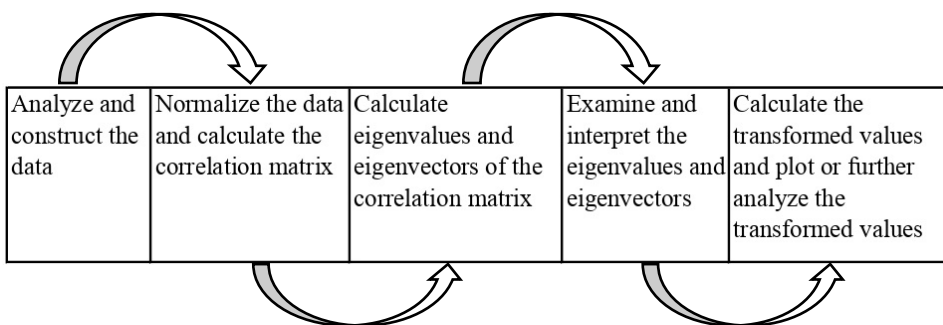 Analyze and
construct the
data
Normalize the data
and calculate the
correlation matrix
Calculate
eigenvalues and
eigenvectors of the
correlation matrix
Examine and
interpret the
eigenvalues and
eigenvectors
Calculate the
transformed values
and plot or further
analyze the
transformed values